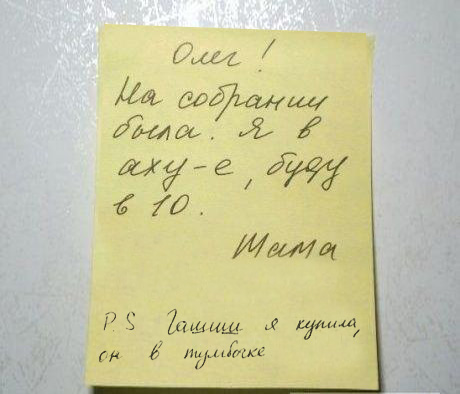 Олег!
На собрании
была. Я в
аху-е, буду
в 10.
Мама
P.S Гашиш я купила,
он в тумбочке